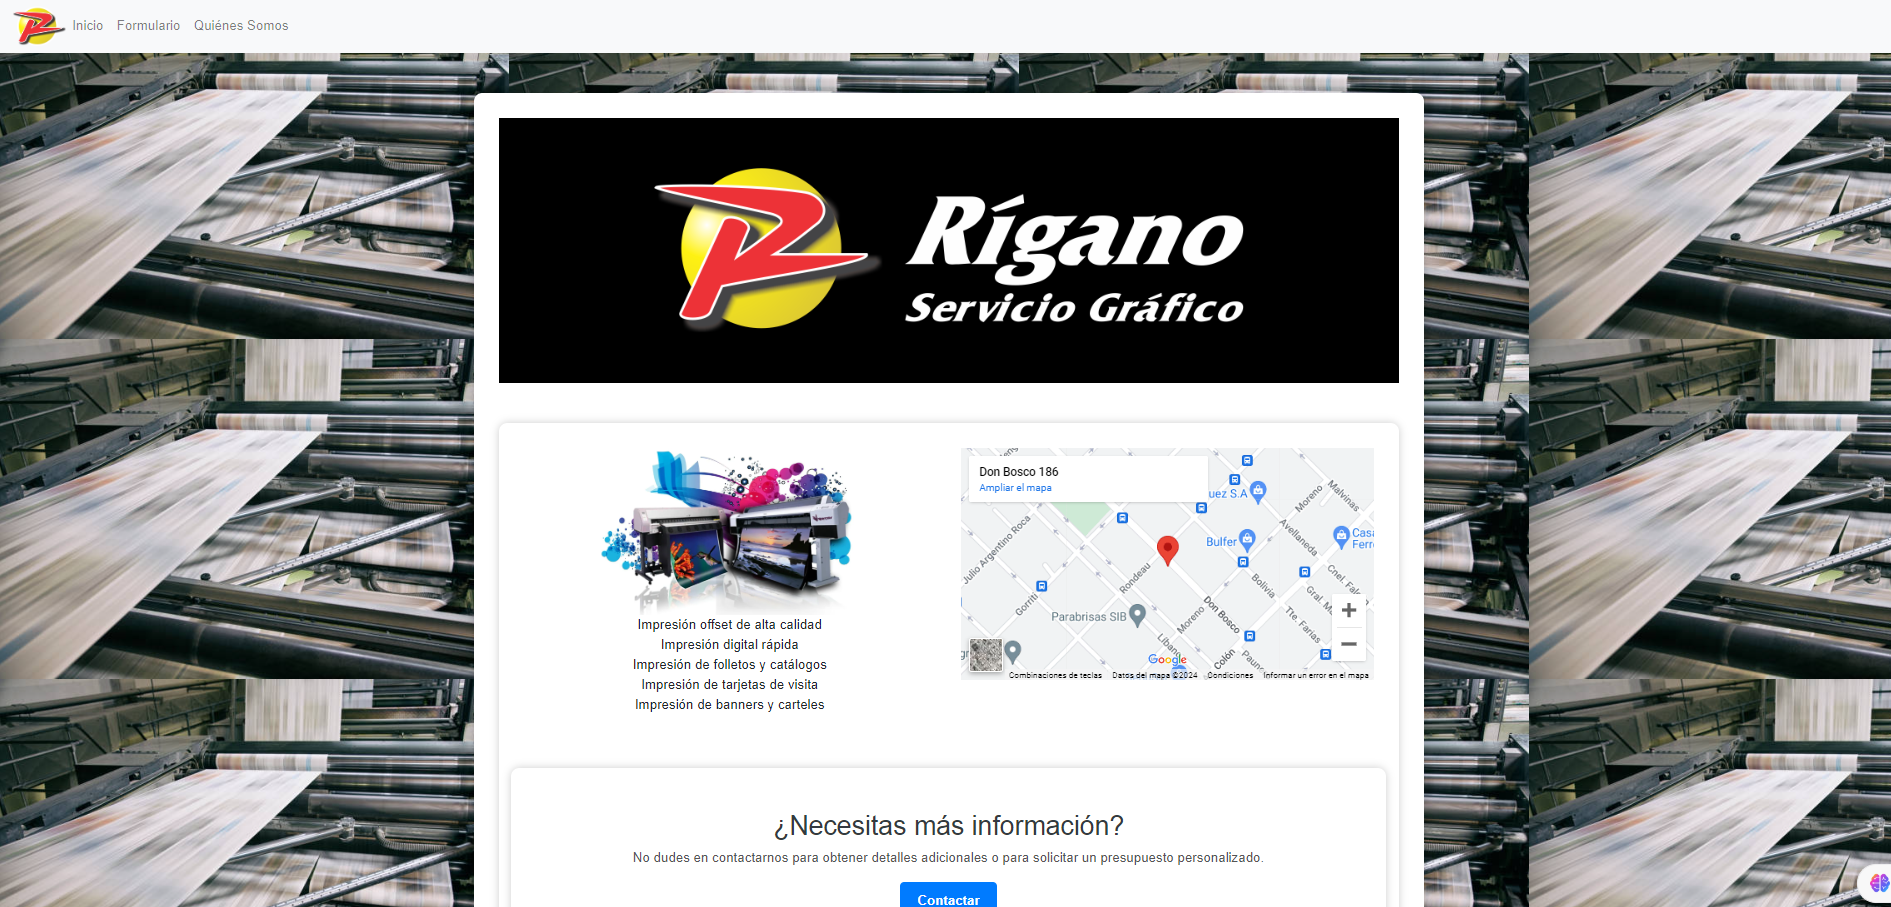 Inicio Formulario Quiénes Somos
Rígano
Servicio Gráfico
Impresión offset de alta calidad
Impresión digital rápida
Impresión de folletos y catálogos
Impresión de tarjetas de visita
Impresión de banners y carteles
Don Bosco 186
Ampliar el mapa
uez S.A
Moreno
Malvinas
Avellaneda
Julio Argentino Roca
Bulfer
Casa
Ferre
Rondeau
Gorriti
Bolivia
Cnel. Falc
Gral. M
Parabrisas SIB
Don Bosco
Moreno
Tte. Farías
Líbano
Colón
Paun
Google
Combinaciones de teclas Datos del mapa ©2024 Condiciones Informar un error en el mapa
¿Necesitas más información?
No dudes en contactarnos para obtener detalles adicionales o para solicitar un presupuesto personalizado.
Contactar